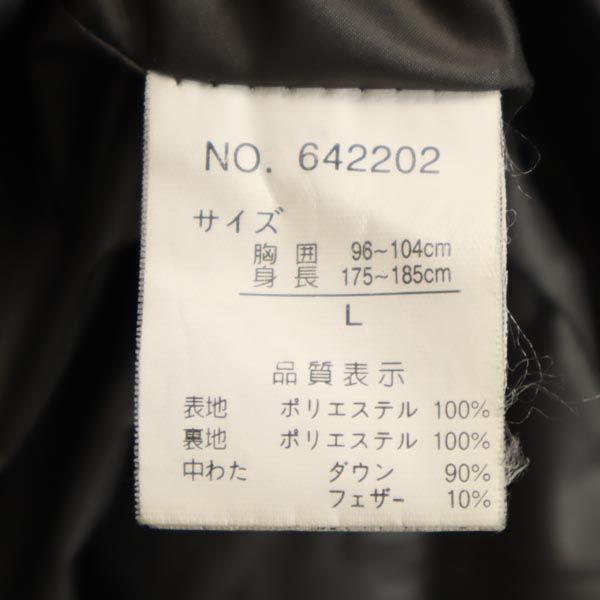 NO. 642202
サイズ
胸囲 96~104cm
身長 175~185cm
L
品質表示
表地 ポリエステル 100%
裏地 ポリエステル 100%
中わた ダウン 90%
フェザー 10%